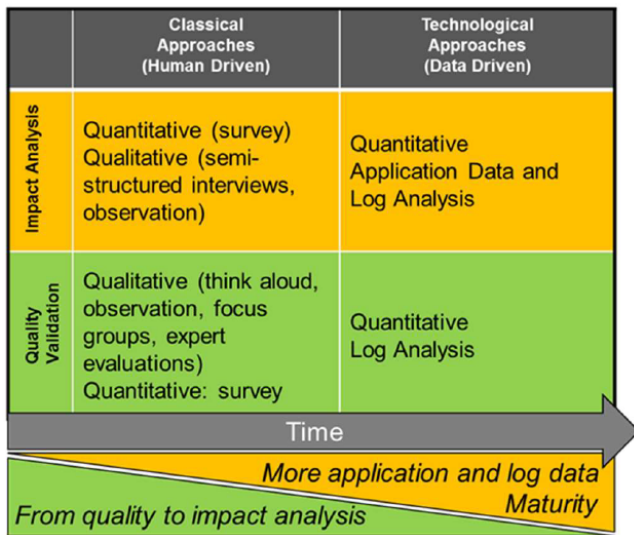 Classical
Approaches
(Human Driven)
Technological
Approaches
(Data Driven)
Impact Analysis
Quantitative (survey)
Qualitative (semi-
structured interviews,
observation)
Quantitative
Application Data and
Log Analysis
Quality
Validation
Qualitative (think aloud,
observation, focus
groups, expert
evaluations)
Quantitative: survey
Quantitative
Log Analysis
Time
More application and log data
Maturity
From quality to impact analysis